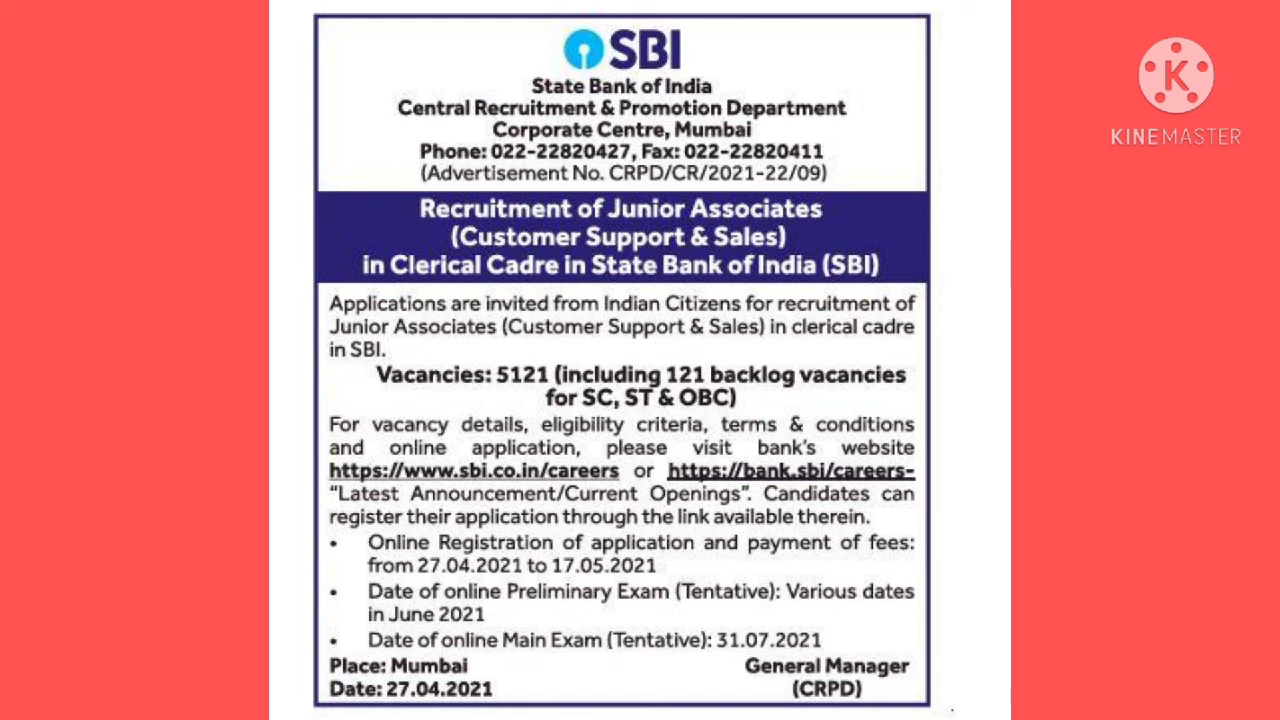 SBI
State Bank of India
Central Recruitment & Promotion Department
Corporate Centre, Mumbai
Phone: 022-22820427, Fax: 022-22820411
(Advertisement No. CRPD/CR/2021-22/09)
Recruitment of Junior Associates
(Customer Support & Sales)
in Clerical Cadre in State Bank of India (SBI)
Applications are invited from Indian Citizens for recruitment of
Junior Associates (Customer Support & Sales) in clerical cadre
in SBI.
Vacancies: 5121 (including 121 backlog vacancies
for SC, ST & OBC)
For vacancy details, eligibility criteria, terms & conditions
and online application, please visit bank's website
https://www.sbi.co.in/careers or https://bank.sbi/careers-
“Latest Announcement/Current Openings”. Candidates can
register their application through the link available therein.
• Online Registration of application and payment of fees:
from 27.04.2021 to 17.05.2021
• Date of online Preliminary Exam (Tentative): Various dates
in June 2021
• Date of online Main Exam (Tentative): 31.07.2021
Place: Mumbai General Manager
Date: 27.04.2021 (CRPD)
K
KINEMASTER